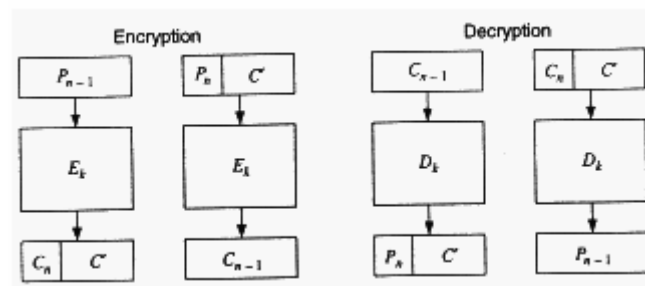 Encryption Decryption
P_{n-1} P_n C' C_{n-1} C_n C'
E_k E_k D_k D_k
C_n C' C_{n-1} P_n C' P_{n-1}